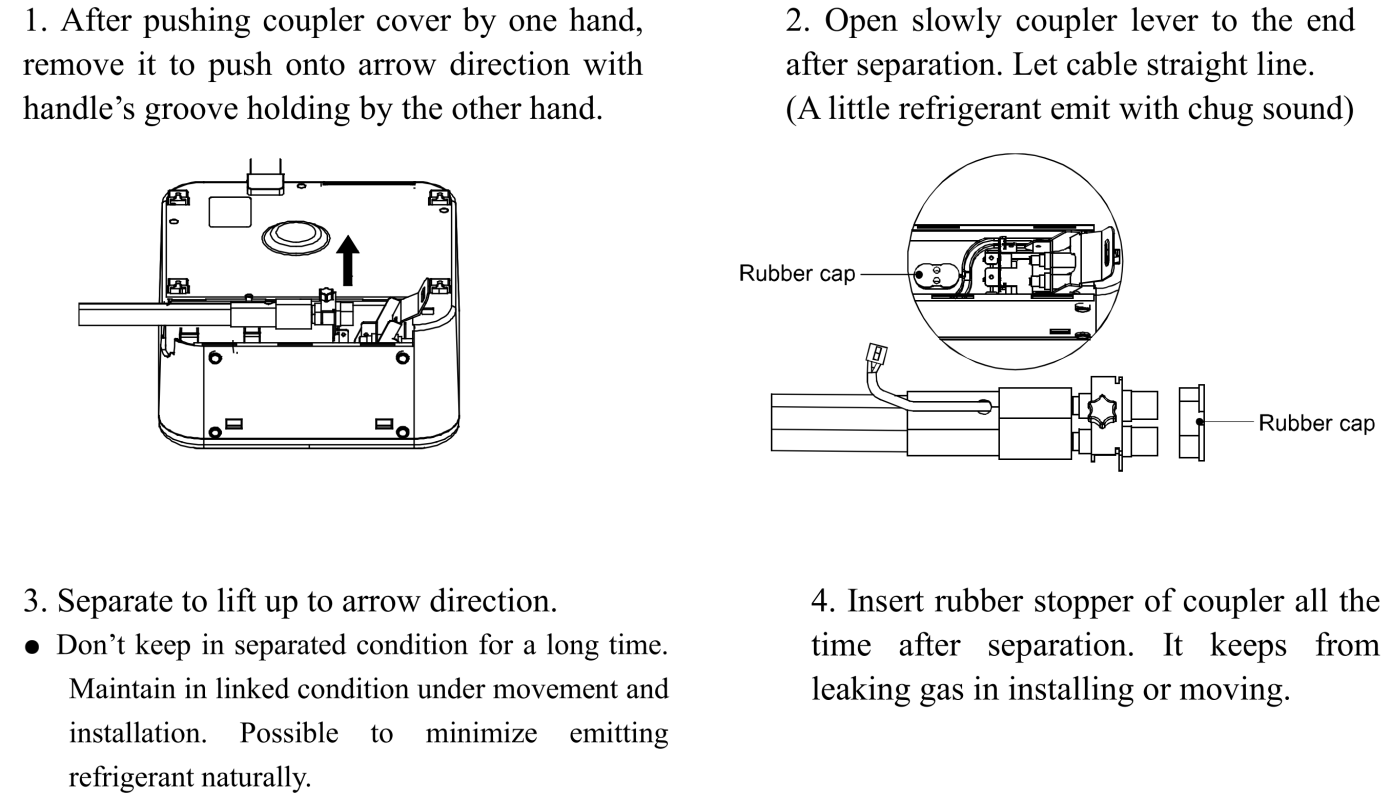 1. After pushing coupler cover by one hand,
remove it to push onto arrow direction with
handle’s groove holding by the other hand.
2. Open slowly coupler lever to the end
after separation. Let cable straight line.
(A little refrigerant emit with chug sound)
Rubber cap
Rubber cap
3. Separate to lift up to arrow direction.
● Don’t keep in separated condition for a long time.
Maintain in linked condition under movement and
installation. Possible to minimize emitting
refrigerant naturally.
4. Insert rubber stopper of coupler all the
time after separation. It keeps from
leaking gas in installing or moving.